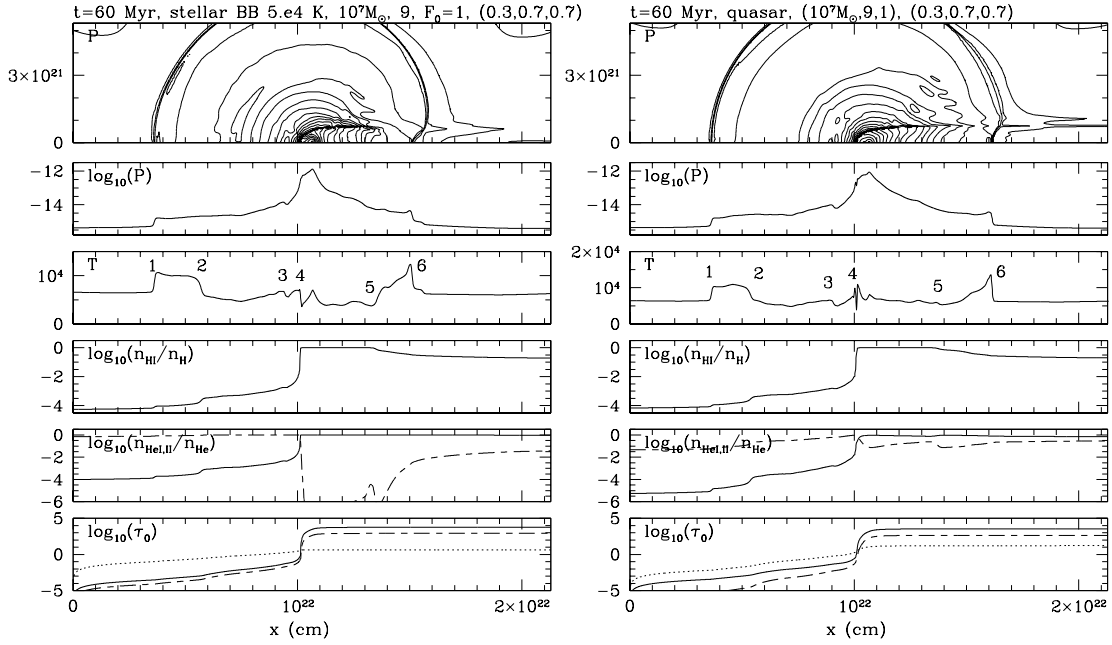 t=60 Myr, stellar BB 5.e4 K, 10⁷M☉, 9, F₀=1, (0.3,0.7,0.7)
P
3×10²¹
0
log₁₀(P)
−12
−14
T
10⁴
0
1 2 3 4 5 6
log₁₀(n_HI/n_H)
0
−2
−4
log₁₀(n_HeI,II/n_He)
0
−2
−4
−6
log₁₀(τ₀)
5
0
−5
0 10²² 2×10²²
x (cm)
t=60 Myr, quasar, (10⁷M☉,9,1), (0.3,0.7,0.7)
P
3×10²¹
0
log₁₀(P)
−12
−14
T
2×10⁴
10⁴
0
1 2 3 4 5 6
log₁₀(n_HI/n_H)
0
−2
−4
log₁₀(n_HeI,II/n_He)
0
−2
−4
−6
log₁₀(τ₀)
5
0
−5
0 10²² 2×10²²
x (cm)